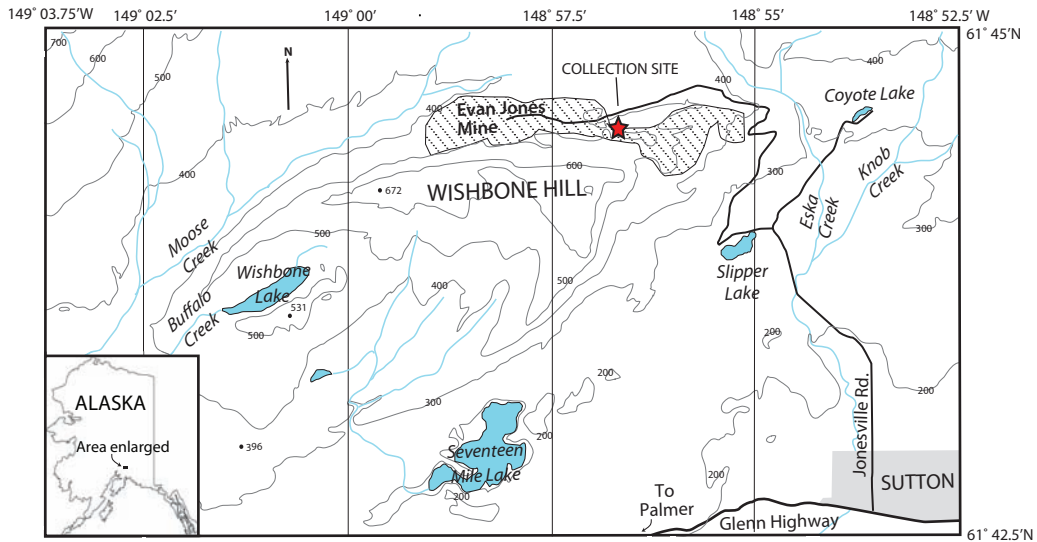 149° 03.75'W
149° 02.5'
149° 00'
148° 57.5'
148° 55'
148° 52.5' W
61° 45'N
700
600
500
N
COLLECTION SITE
400
400
Coyote Lake
400
Evan Jones
Mine
600
400
672
WISHBONE HILL
300
Knob
Creek
Eska
Creek
300
Moose
Creek
500
Wishbone
Lake
Slipper
Lake
400
500
531
Buffalo
Creek
500
200
200
200
ALASKA
Area enlarged
300
Jonesville Rd.
396
200
Seventeen
Mile Lake
200
200
SUTTON
To
Palmer
Glenn Highway
61° 42.5'N